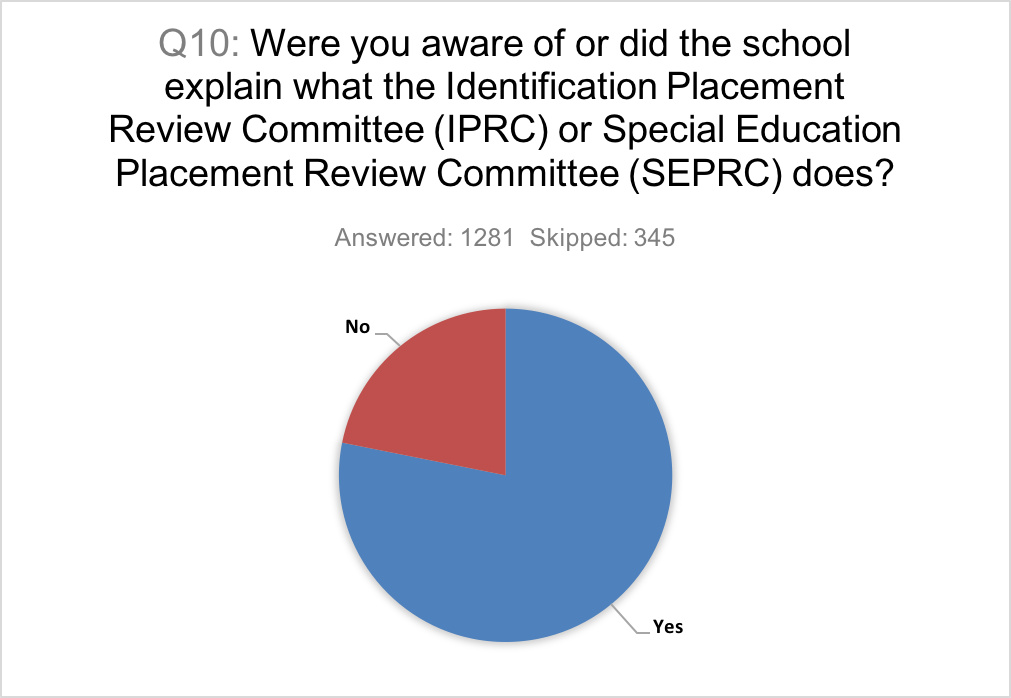 Q10: Were you aware of or did the school
explain what the Identification Placement
Review Committee (IPRC) or Special Education
Placement Review Committee (SEPRC) does?
Answered: 1281 Skipped: 345
No
Yes